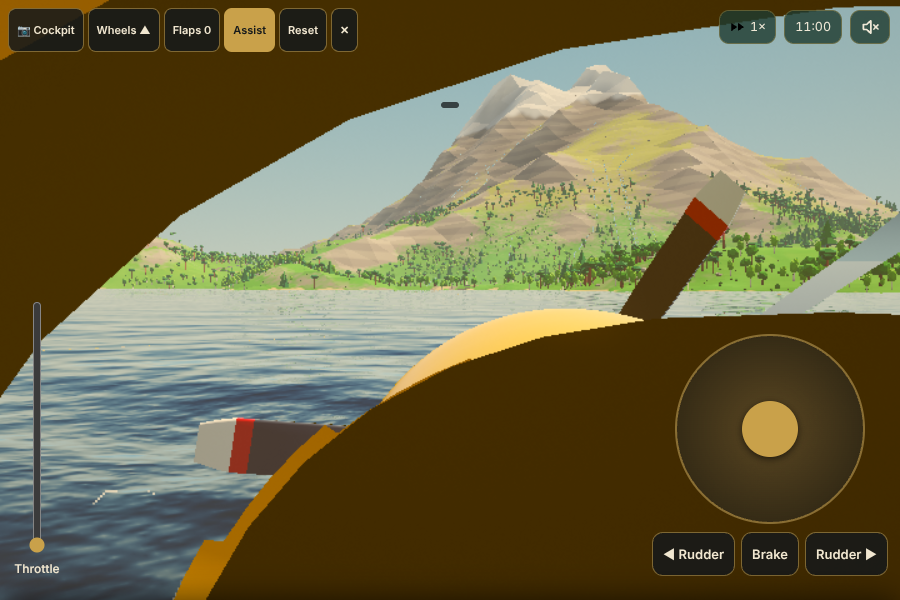 Cockpit
Wheels ▲
Flaps 0
Assist
Reset
×
1×
11:00
Throttle
◀ Rudder
Brake
Rudder ▶